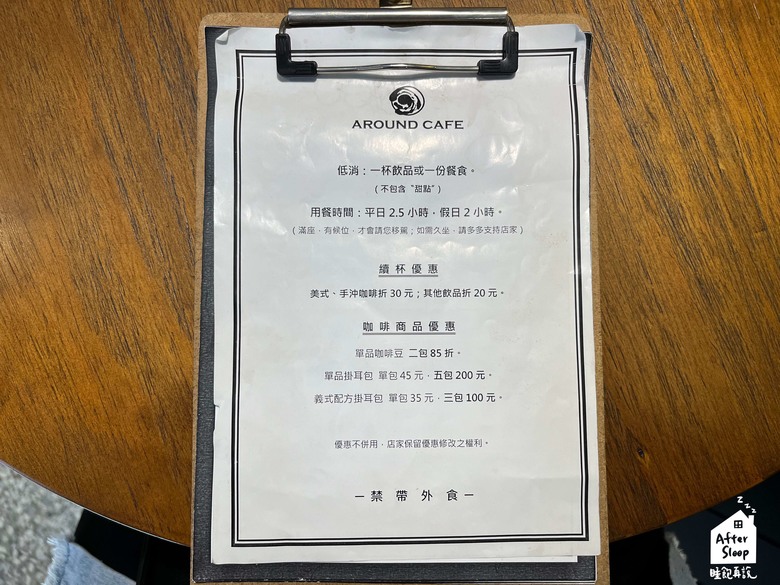 AROUND CAFE
低消：一杯飲品或一份餐食。
（不包含 "甜點"）
用餐時間：平日 2.5 小時，假日 2 小時。
（滿座，有候位，才會請您移駕；如需久坐，請多多支持店家）
續杯優惠
美式、手沖咖啡折 30 元；其他飲品折 20 元。
咖啡商品優惠
單品咖啡豆 二包 85 折。
單品掛耳包 單包 45 元，五包 200 元。
義式配方掛耳包 單包 35 元，三包 100 元。
優惠不併用，店家保留優惠修改之權利。
－禁帶外食－
z z z
After
Sleep
睡飽再說